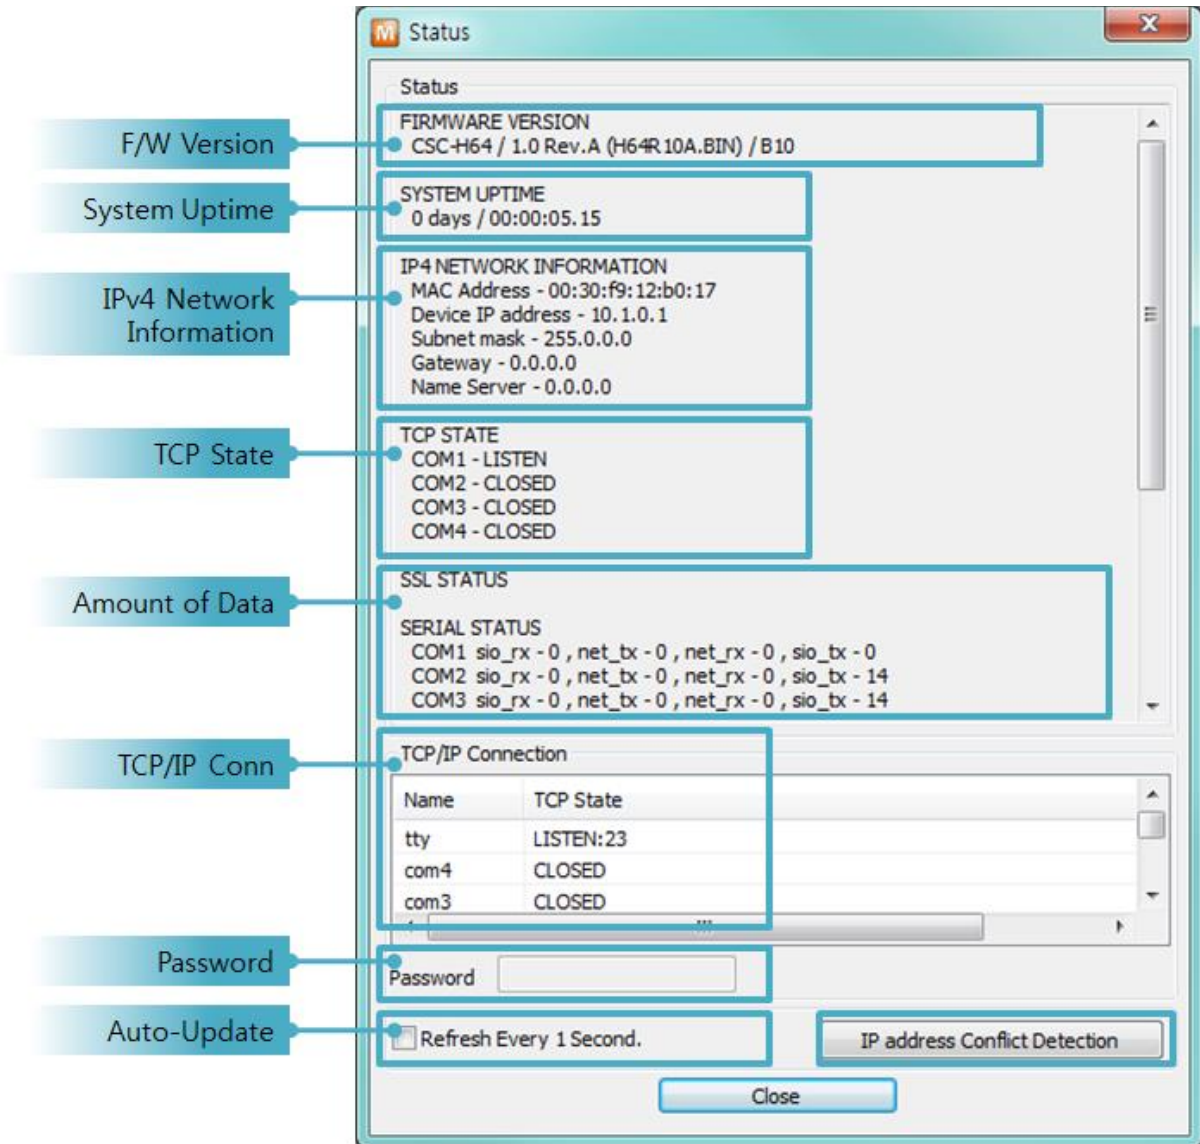 M Status
Status
F/W Version
FIRMWARE VERSION
CSC-H64 / 1.0 Rev.A (H64R10A.BIN) / B10
System Uptime
SYSTEM UPTIME
0 days / 00:00:05.15
IPv4 Network
Information
IP4 NETWORK INFORMATION
MAC Address - 00:30:f9:12:b0:17
Device IP address - 10.1.0.1
Subnet mask - 255.0.0.0
Gateway - 0.0.0.0
Name Server - 0.0.0.0
TCP State
TCP STATE
COM1 - LISTEN
COM2 - CLOSED
COM3 - CLOSED
COM4 - CLOSED
Amount of Data
SSL STATUS
SERIAL STATUS
COM1 sio_rx - 0 , net_tx - 0 , net_rx - 0 , sio_tx - 0
COM2 sio_rx - 0 , net_tx - 0 , net_rx - 0 , sio_tx - 14
COM3 sio_rx - 0 , net_tx - 0 , net_rx - 0 , sio_tx - 14
TCP/IP Conn
TCP/IP Connection
Name TCP State
tty LISTEN:23
com4 CLOSED
com3 CLOSED
Password
Password
Auto-Update
Refresh Every 1 Second.
IP address Conflict Detection
Close